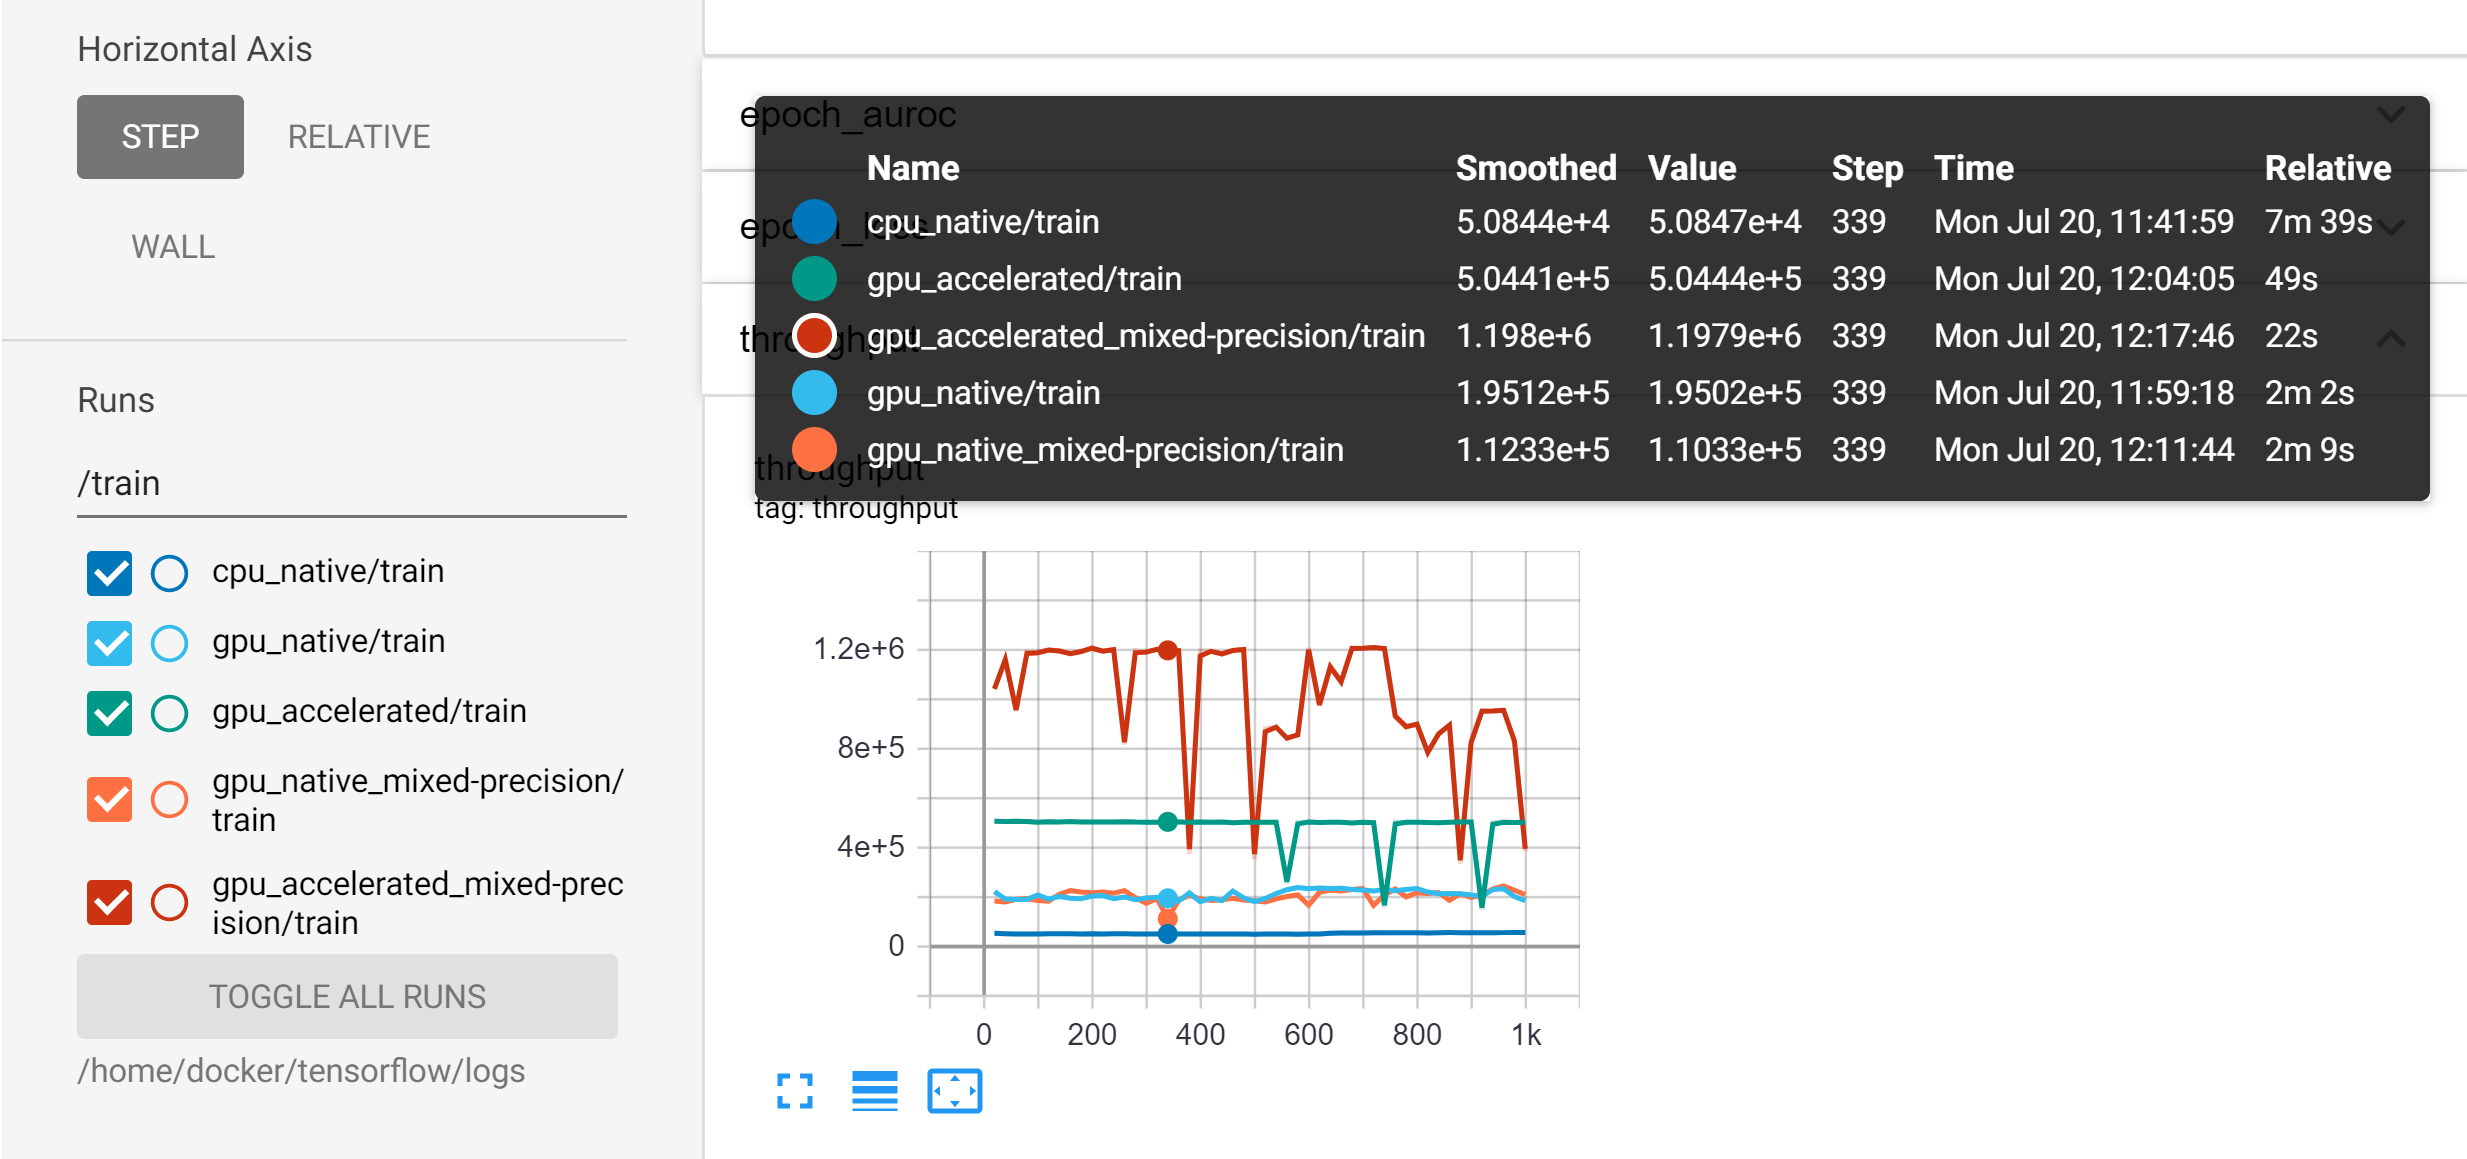 Horizontal Axis
STEP RELATIVE
WALL
Runs
/train
cpu_native/train
gpu_native/train
gpu_accelerated/train
gpu_native_mixed-precision/
train
gpu_accelerated_mixed-prec
ision/train
TOGGLE ALL RUNS
/home/docker/tensorflow/logs
epoch_auroc
Name Smoothed Value Step Time Relative
epoch_loss
cpu_native/train 5.0844e+4 5.0847e+4 339 Mon Jul 20, 11:41:59 7m 39s
gpu_accelerated/train 5.0441e+5 5.0444e+5 339 Mon Jul 20, 12:04:05 49s
throughput
gpu_accelerated_mixed-precision/train 1.198e+6 1.1979e+6 339 Mon Jul 20, 12:17:46 22s
gpu_native/train 1.9512e+5 1.9502e+5 339 Mon Jul 20, 11:59:18 2m 2s
gpu_native_mixed-precision/train 1.1233e+5 1.1033e+5 339 Mon Jul 20, 12:11:44 2m 9s
throughput
tag: throughput
1.2e+6
8e+5
4e+5
0
0 200 400 600 800 1k